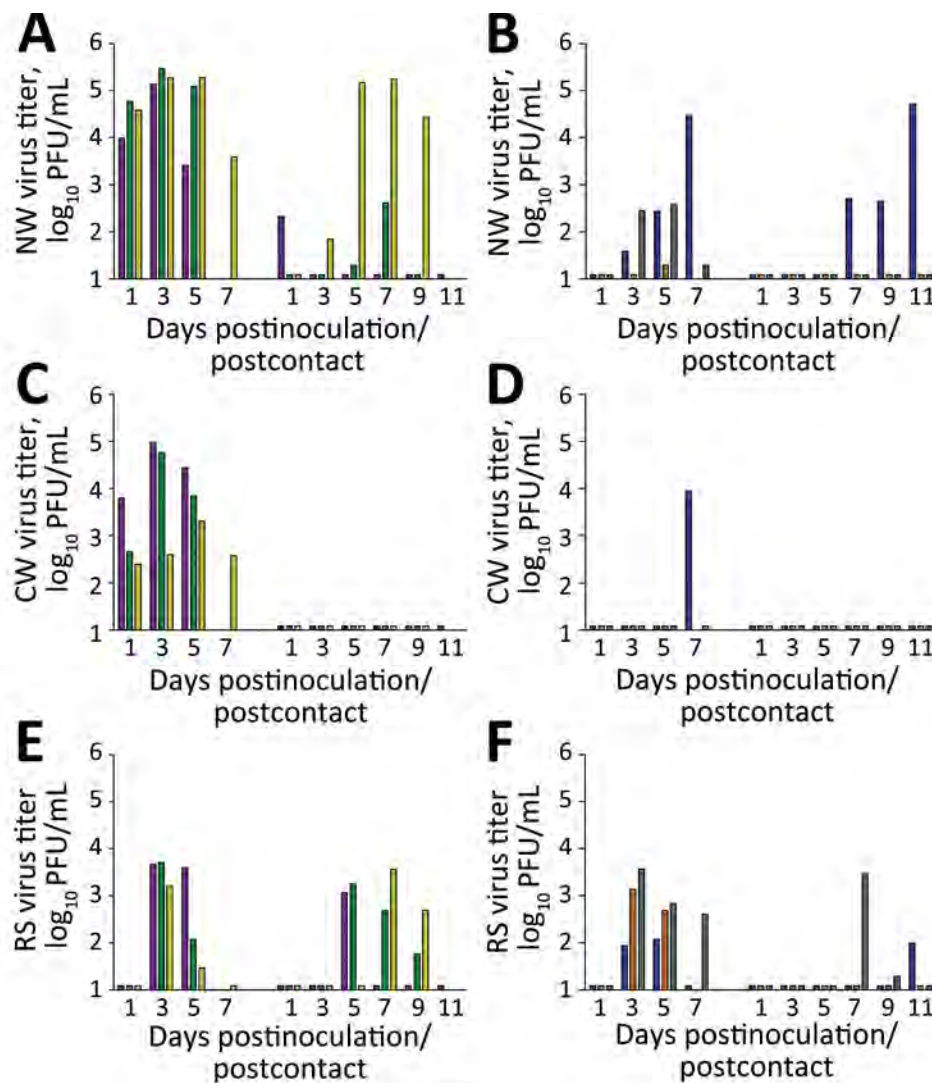 A
NW virus titer,
log₁₀ PFU/mL
6
5
4
3
2
1
1 3 5 7 1 3 5 7 9 11
Days postinoculation/
postcontact
B
NW virus titer,
log₁₀ PFU/mL
6
5
4
3
2
1
1 3 5 7 1 3 5 7 9 11
Days postinoculation/
postcontact
C
CW virus titer,
log₁₀ PFU/mL
6
5
4
3
2
1
1 3 5 7 1 3 5 7 9 11
Days postinoculation/
postcontact
D
CW virus titer,
log₁₀ PFU/mL
6
5
4
3
2
1
1 3 5 7 1 3 5 7 9 11
Days postinoculation/
postcontact
E
RS virus titer
log₁₀ PFU/mL
6
5
4
3
2
1
1 3 5 7 1 3 5 7 9 11
Days postinoculation/
postcontact
F
RS virus titer
log₁₀ PFU/mL
6
5
4
3
2
1
1 3 5 7 1 3 5 7 9 11
Days postinoculation/
postcontact